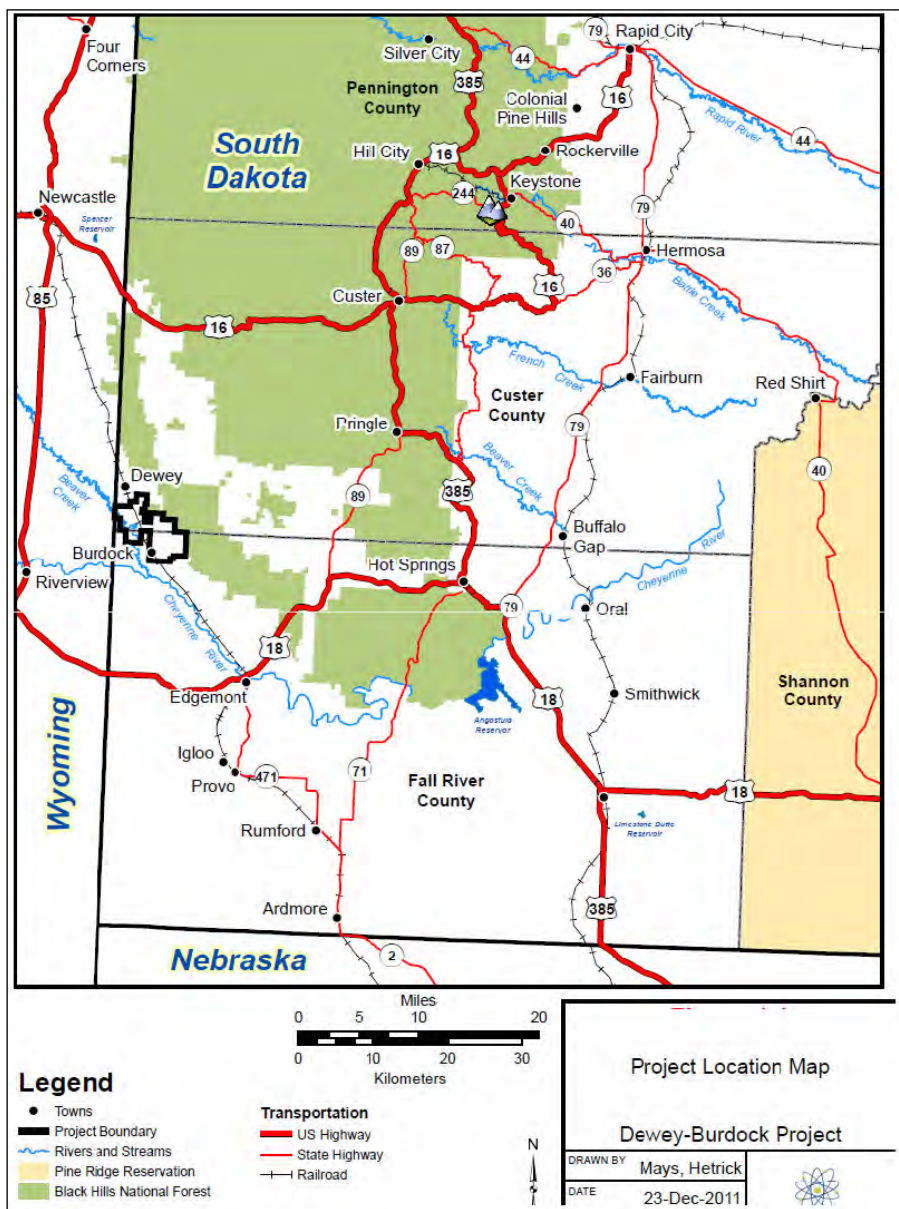 Four
Corners
Silver City
79
Rapid City
44
385
Pennington
County
Colonial
Pine Hills
16
Rapid River
44
South
Dakota
Hill City
16
Rockerville
Newcastle
244
Keystone
Spencer
Reservoir
40
79
89
87
Hermosa
85
36
16
Battle Creek
Custer
16
French
Creek
Fairburn
Red Shirt
Custer
County
79
Pringle
40
Beaver
Creek
Dewey
385
Beaver
Creek
89
Buffalo
Gap
Burdock
Riverview
Hot Springs
Cheyenne
River
Cheyenne
River
79
Oral
18
Edgemont
Angostura
Reservoir
18
Smithwick
Shannon
County
Wyoming
Igloo
Provo
471
71
Fall River
County
18
Rumford
Limestone Butte
Reservoir
Ardmore
385
Nebraska
2
Miles
0 5 10 20
0 10 20 30
Kilometers
Legend
Towns
Project Boundary
Rivers and Streams
Pine Ridge Reservation
Black Hills National Forest
Transportation
US Highway
State Highway
Railroad
N
Project Location Map
Dewey-Burdock Project
DRAWN BY Mays, Hetrick
DATE 23-Dec-2011